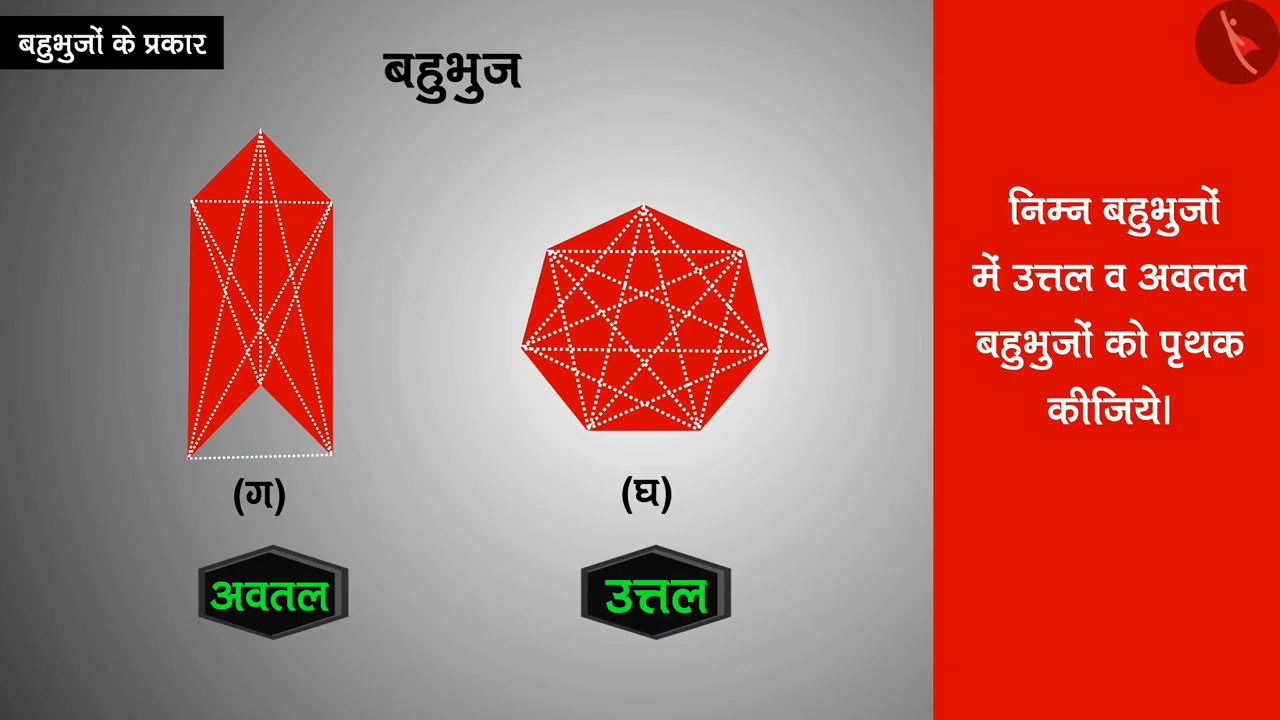 बहुभुजों के प्रकार
बहुभुज
निम्न बहुभुजों
में उत्तल व अवतल
बहुभुजों को पृथक
कीजिये।
(ग)
(घ)
अवतल
उत्तल